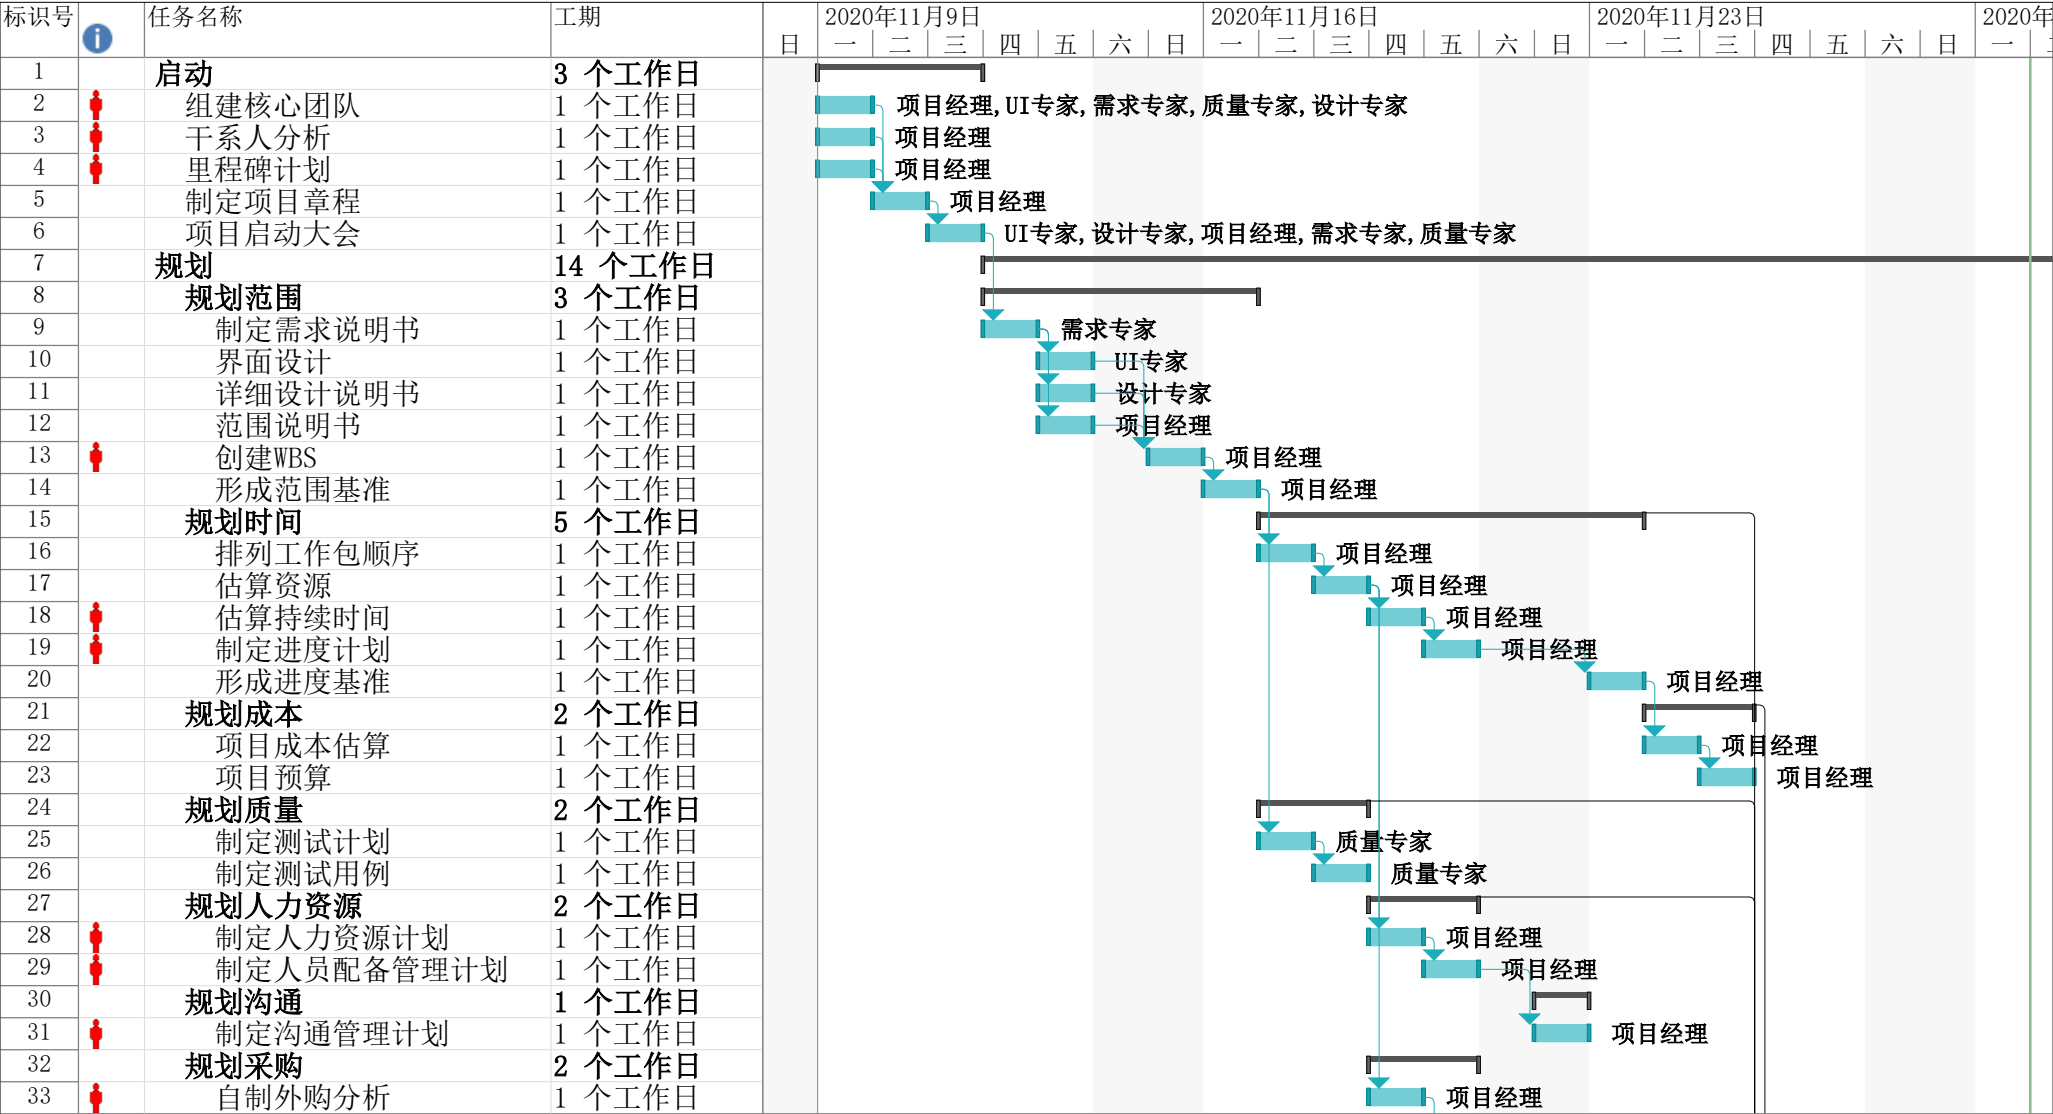 标识号 任务名称 工期 2020年11月9日 2020年11月16日 2020年11月23日 2020年
日 一 二 三 四 五 六 日 一 二 三 四 五 六 日 一 二 三 四 五 六 日 一
1 启动 3 个工作日
2 组建核心团队 1 个工作日 项目经理,UI专家,需求专家,质量专家,设计专家
3 干系人分析 1 个工作日 项目经理
4 里程碑计划 1 个工作日 项目经理
5 制定项目章程 1 个工作日 项目经理
6 项目启动大会 1 个工作日 UI专家,设计专家,项目经理,需求专家,质量专家
7 规划 14 个工作日
8 规划范围 3 个工作日
9 制定需求说明书 1 个工作日 需求专家
10 界面设计 1 个工作日 UI专家
11 详细设计说明书 1 个工作日 设计专家
12 范围说明书 1 个工作日 项目经理
13 创建WBS 1 个工作日 项目经理
14 形成范围基准 1 个工作日 项目经理
15 规划时间 5 个工作日
16 排列工作包顺序 1 个工作日 项目经理
17 估算资源 1 个工作日 项目经理
18 估算持续时间 1 个工作日 项目经理
19 制定进度计划 1 个工作日 项目经理
20 形成进度基准 1 个工作日 项目经理
21 规划成本 2 个工作日
22 项目成本估算 1 个工作日 项目经理
23 项目预算 1 个工作日 项目经理
24 规划质量 2 个工作日
25 制定测试计划 1 个工作日 质量专家
26 制定测试用例 1 个工作日 质量专家
27 规划人力资源 2 个工作日
28 制定人力资源计划 1 个工作日 项目经理
29 制定人员配备管理计划 1 个工作日 项目经理
30 规划沟通 1 个工作日
31 制定沟通管理计划 1 个工作日 项目经理
32 规划采购 2 个工作日
33 自制外购分析 1 个工作日 项目经理